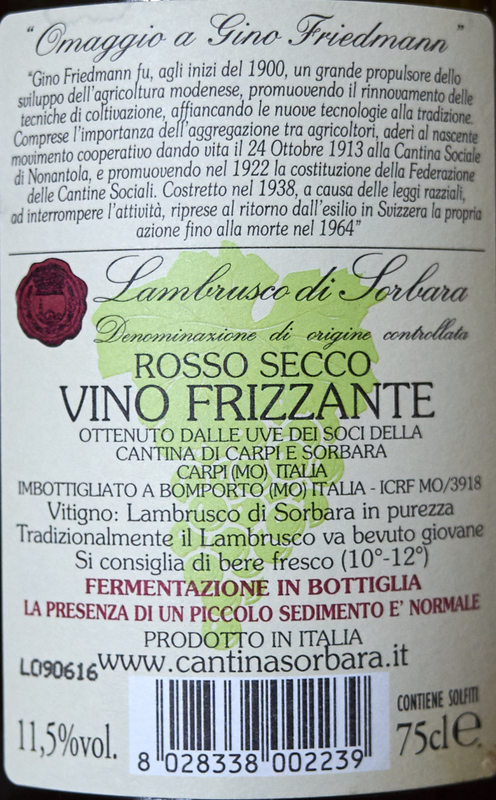 "Omaggio a Gino Friedmann"
"Gino Friedmann fu, agli inizi del 1900, un grande propulsore dello
sviluppo dell'agricoltura modenese, promuovendo il rinnovamento delle
tecniche di coltivazione, affiancando le nuove tecnologie alla tradizione.
Comprese l'importanza dell'aggregazione tra agricoltori, aderì al nascente
movimento cooperativo dando vita il 24 Ottobre 1913 alla Cantina Sociale
di Nonantola, e promuovendo nel 1922 la costituzione della Federazione
delle Cantine Sociali. Costretto nel 1938, a causa delle leggi razziali,
ad interrompere l'attività, riprese al ritorno dall'esilio in Svizzera la propria
azione fino alla morte nel 1964"
Lambrusco di Sorbara
Denominazione di origine controllata
ROSSO SECCO
VINO FRIZZANTE
OTTENUTO DALLE UVE DEI SOCI DELLA
CANTINA DI CARPI E SORBARA
CARPI (MO) ITALIA
IMBOTTIGLIATO A BOMPORTO (MO) ITALIA - ICRF MO/3918
Vitigno: Lambrusco di Sorbara in purezza
Tradizionalmente il Lambrusco va bevuto giovane
Si consiglia di bere fresco (10°-12°)
FERMENTAZIONE IN BOTTIGLIA
LA PRESENZA DI UN PICCOLO SEDIMENTO E' NORMALE
PRODOTTO IN ITALIA
L090616 www.cantinasorbara.it
CONTIENE SOLFITI
11,5%vol. 75cl e
8 028338 002239